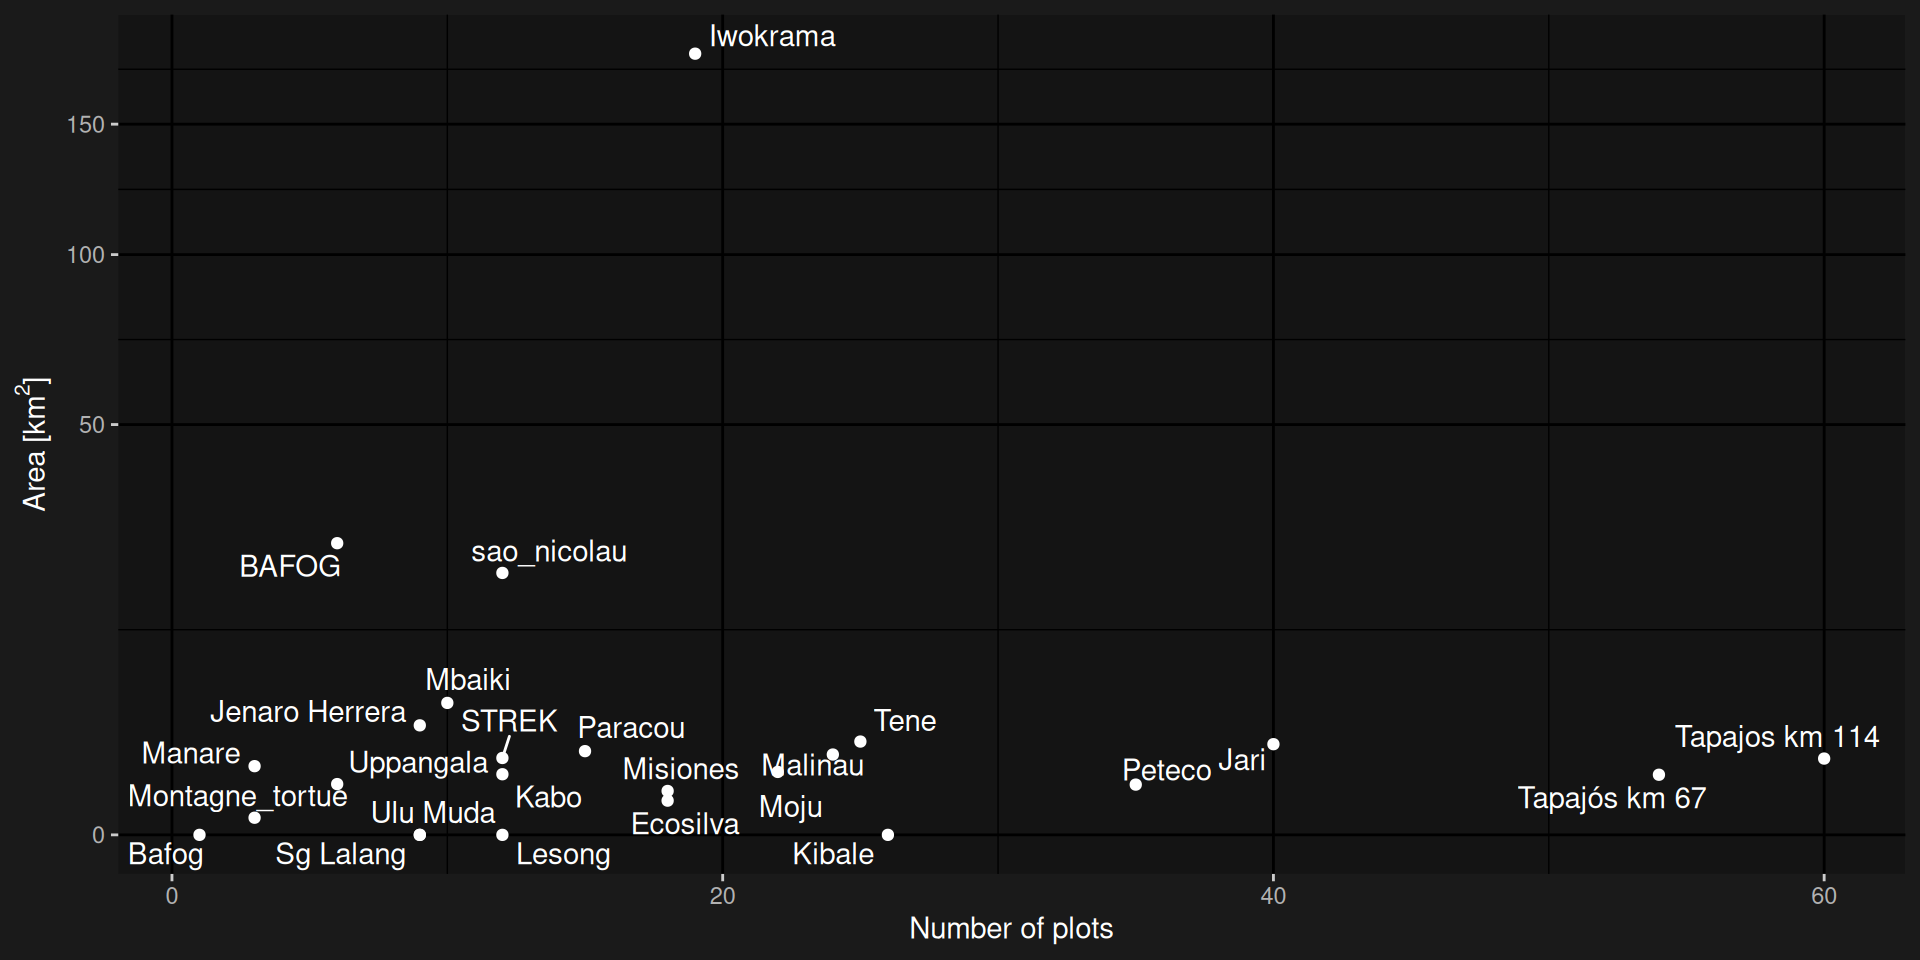 Iwokrama
150
100
50
0
Area [km²]
BAFOG
sao_nicolau
Mbaiki
Jenaro Herrera
STREK
Paracou
Tene
Tapajos km 114
Manare
Uppangala
Misiones
Malinau
Peteco
Jari
Montagne_tortue
Kabo
Moju
Tapajós km 67
Ulu Muda
Ecosilva
Bafog
Sg Lalang
Lesong
Kibale
0
20
40
60
Number of plots